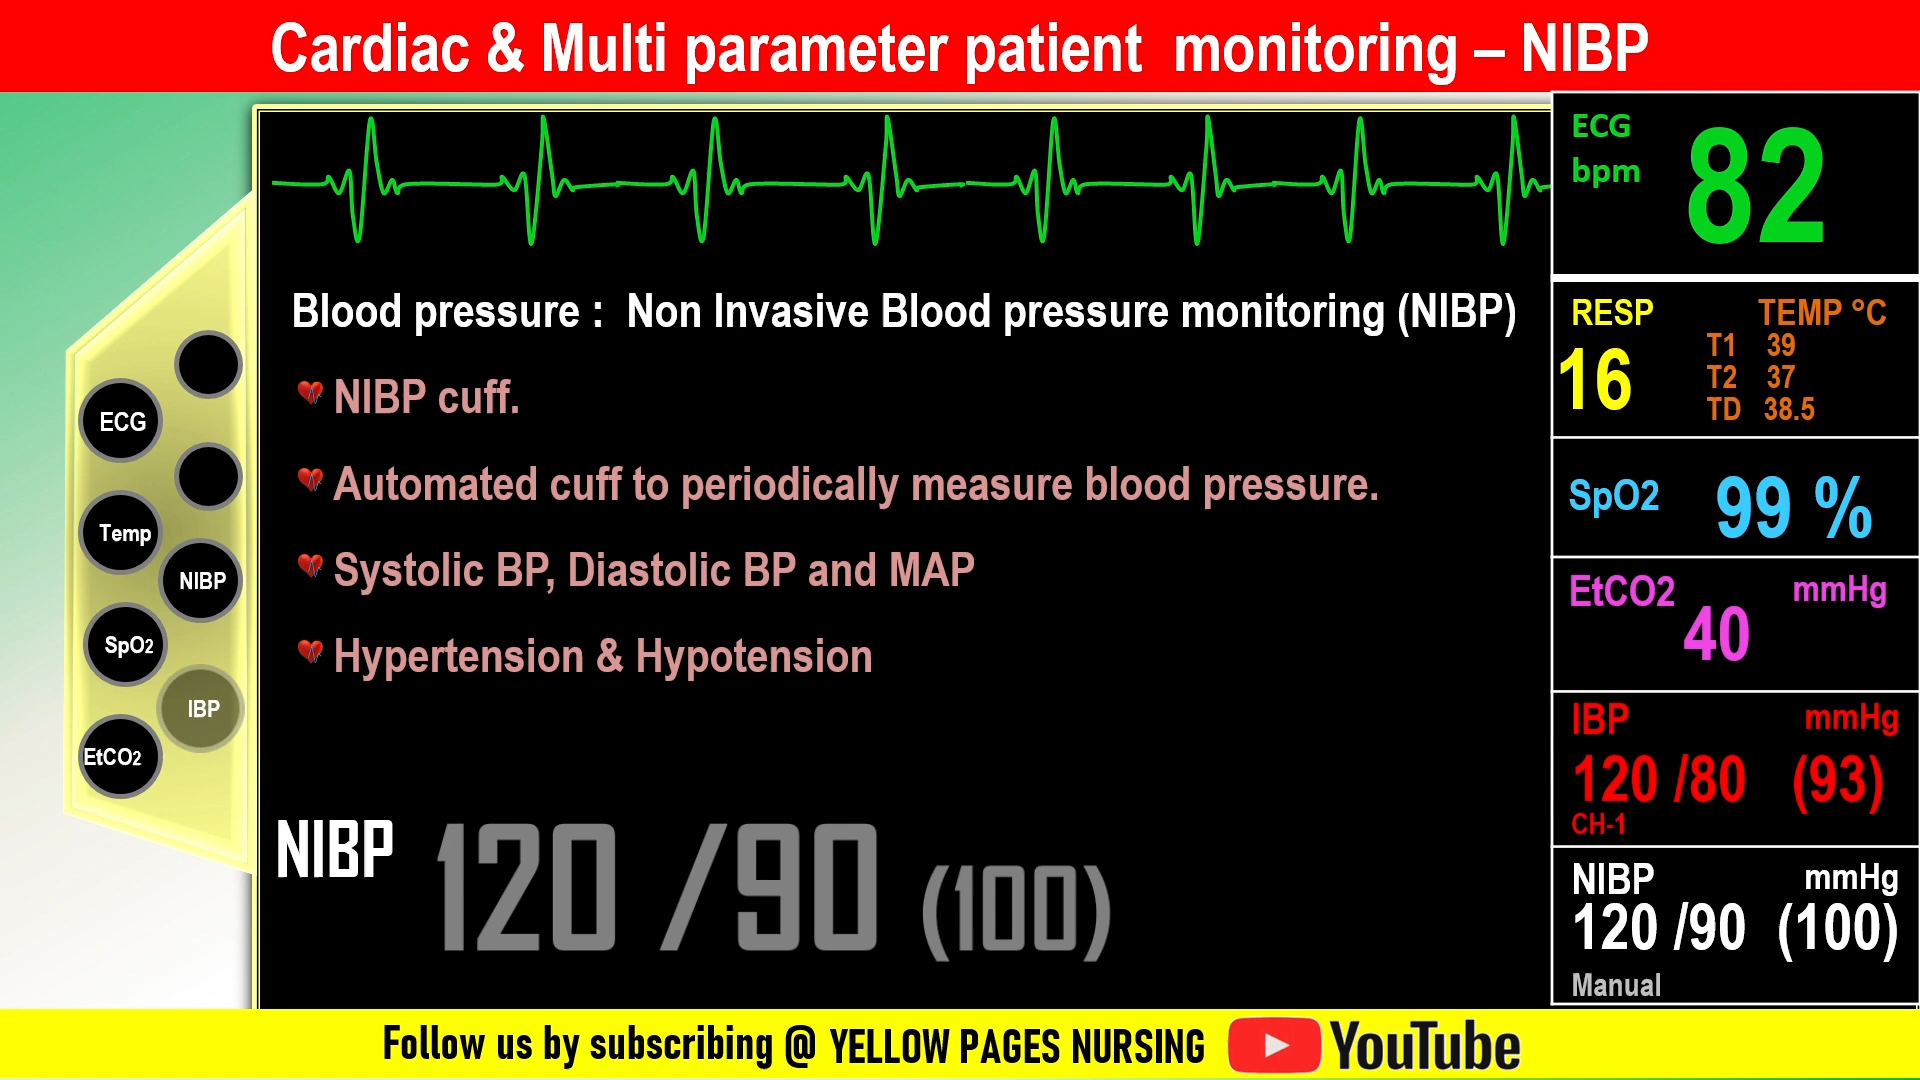 Cardiac & Multi parameter patient monitoring – NIBP
ECG
bpm
82
Blood pressure : Non Invasive Blood pressure monitoring (NIBP)
NIBP cuff.
Automated cuff to periodically measure blood pressure.
Systolic BP, Diastolic BP and MAP
Hypertension & Hypotension
NIBP 120 /90 (100)
ECG
Temp
NIBP
SpO2
IBP
EtCO2
RESP
16
TEMP °C
T1 39
T2 37
TD 38.5
SpO2 99 %
EtCO2 mmHg
40
IBP mmHg
120 /80 (93)
CH-1
NIBP mmHg
120 /90 (100)
Manual
Follow us by subscribing @ YELLOW PAGES NURSING YouTube